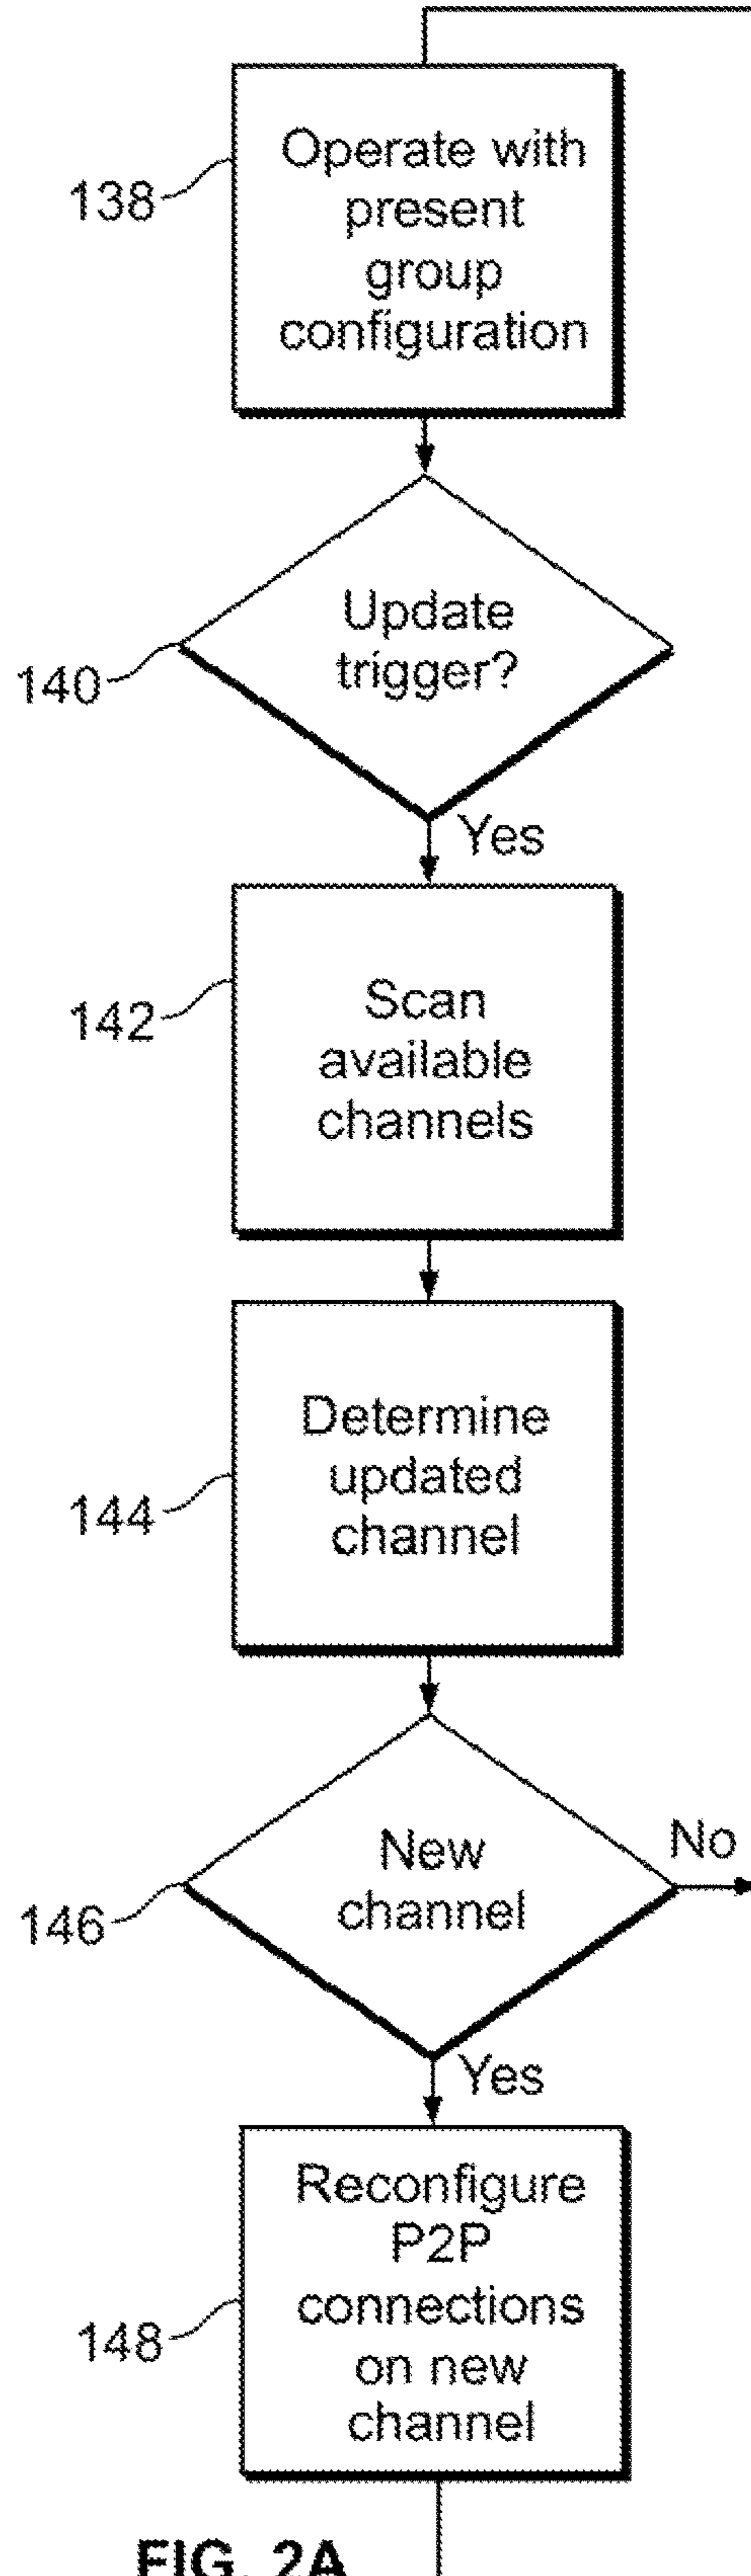 Operate with
present
group
configuration
138
Update
trigger?
140
Yes
Scan
available
channels
142
Determine
updated
channel
144
New
channel
No
146
Yes
Reconfigure
P2P
connections
on new
channel
148
FIG. 2A